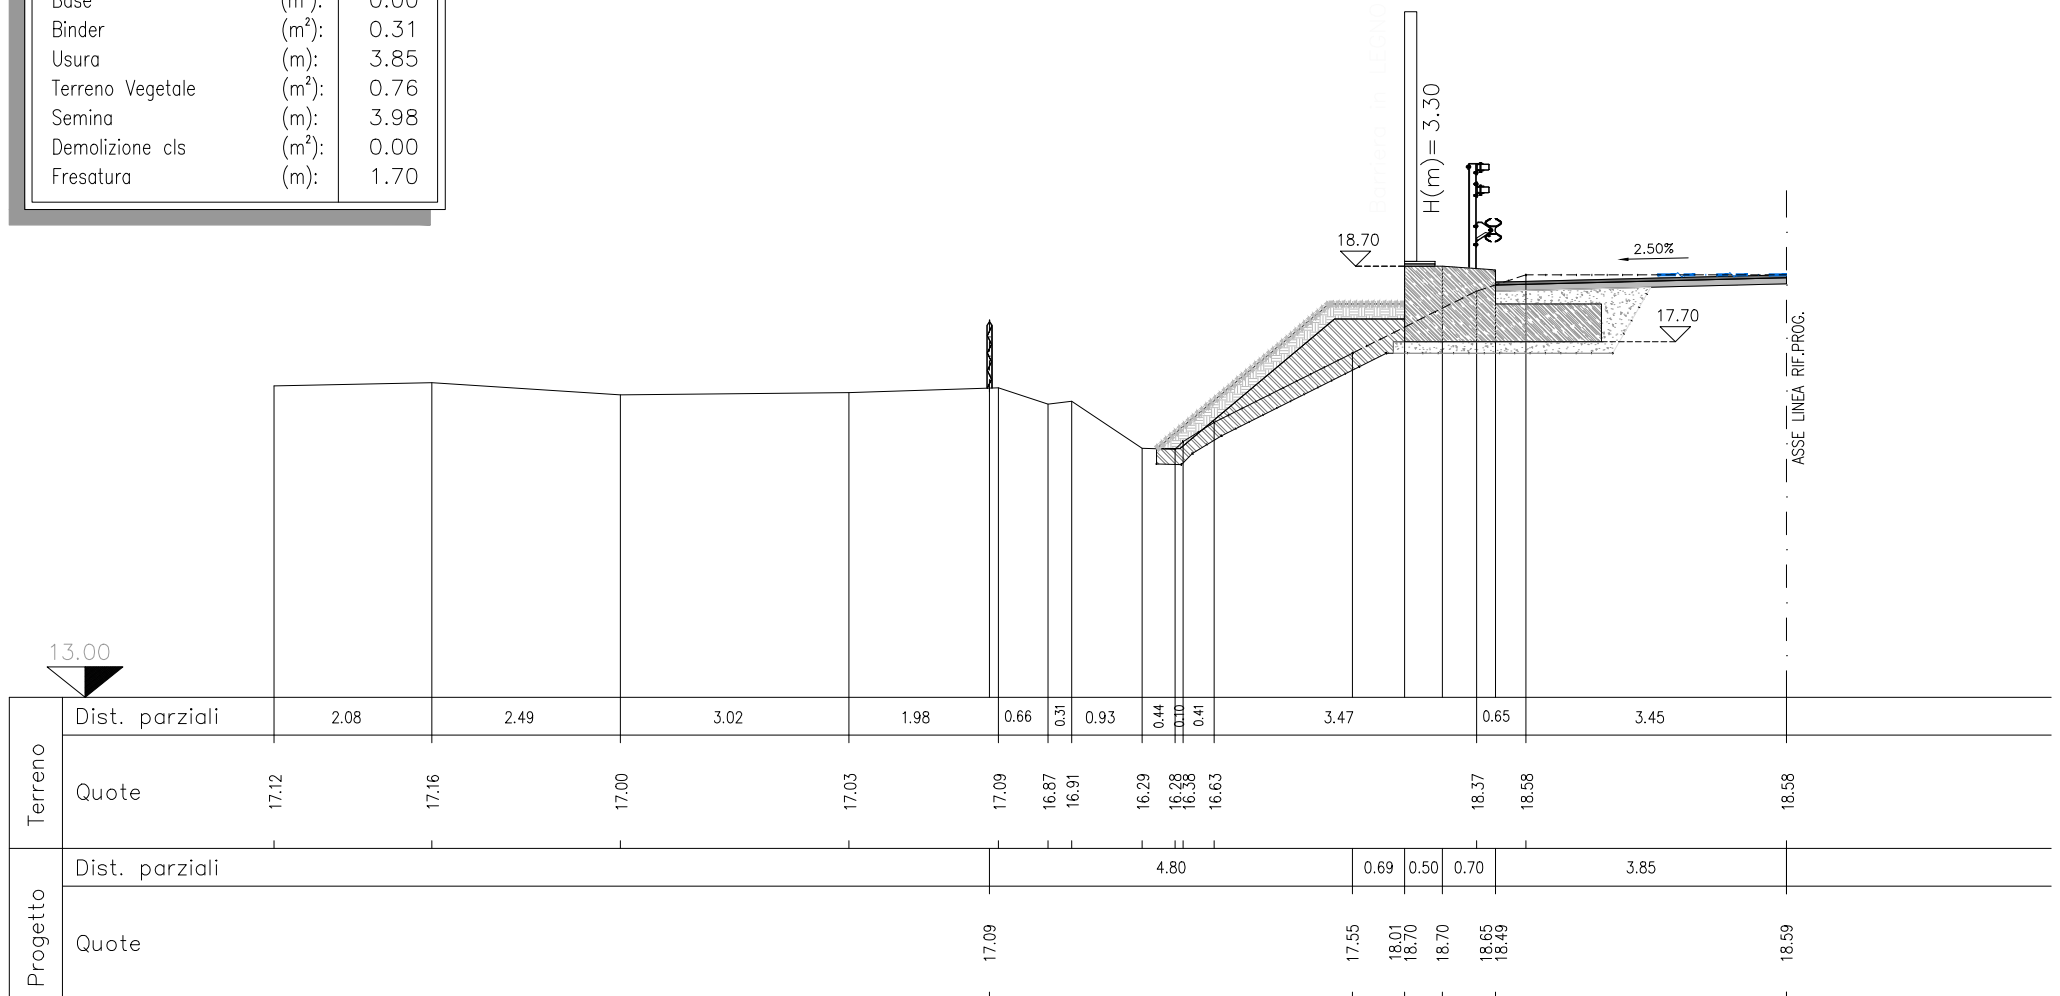 Base (m²): 0.00
Binder (m²): 0.31
Usura (m): 3.85
Terreno Vegetale (m²): 0.76
Semina (m): 3.98
Demolizione cls (m²): 0.00
Fresatura (m): 1.70
H(m)= 3.30
18.70
2.50%
17.70
ASSE LINEA RIF.PROG.
13.00
Terreno
Dist. parziali 2.08 2.49 3.02 1.98 0.66 0.31 0.93 0.44 0.10 0.41 3.47 0.65 3.45
Quote 17.12 17.16 17.00 17.03 17.09 16.87 16.91 16.29 16.28 16.38 16.63 18.37 18.58 18.58
Progetto
Dist. parziali 4.80 0.69 0.50 0.70 3.85
Quote 17.09 17.55 18.01 18.70 18.70 18.65 18.49 18.59